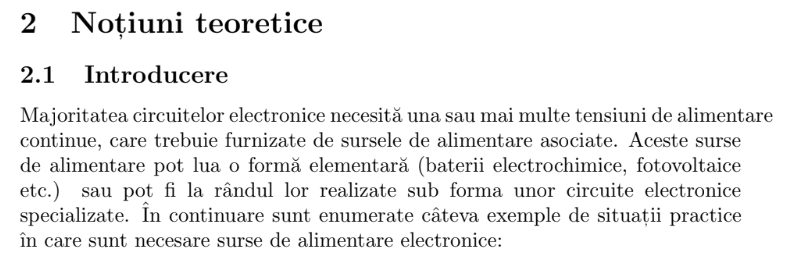 2 Noțiuni teoretice
2.1 Introducere
Majoritatea circuitelor electronice necesită una sau mai multe tensiuni de alimentare
continue, care trebuie furnizate de sursele de alimentare asociate. Aceste surse
de alimentare pot lua o formă elementară (baterii electrochimice, fotovoltaice
etc.) sau pot fi la rândul lor realizate sub forma unor circuite electronice
specializate. În continuare sunt enumerate câteva exemple de situații practice
în care sunt necesare surse de alimentare electronice: